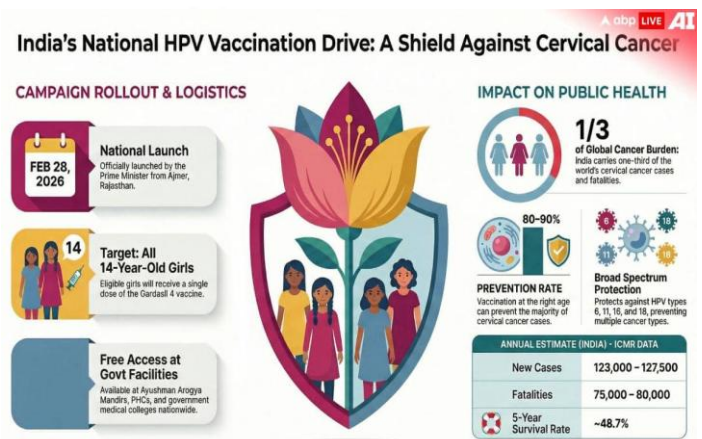 abp LIVE AI
India's National HPV Vaccination Drive: A Shield Against Cervical Cancer
CAMPAIGN ROLLOUT & LOGISTICS
FEB 28,
2026
National Launch
Officially launched by the
Prime Minister from Ajmer,
Rajasthan.
14
Target: All
14-Year-Old Girls
Eligible girls will receive a single
dose of the Gardasil 4 vaccine.
Free Access at
Govt Facilities
Available at Ayushman Arogya
Mandirs, PHCs, and government
medical colleges nationwide.
IMPACT ON PUBLIC HEALTH
1/3
of Global Cancer Burden:
India carries one-third of the
world's cervical cancer cases
and fatalities.
80–90%
PREVENTION RATE
Vaccination at the right age
can prevent the majority of
cervical cancer cases.
6
18
11
16
Broad Spectrum
Protection
Protects against HPV types
6, 11, 16, and 18, preventing
multiple cancer types.
ANNUAL ESTIMATE (INDIA) - ICMR DATA
New Cases 123,000 – 127,500
Fatalities 75,000 – 80,000
5-Year
Survival Rate ~48.7%